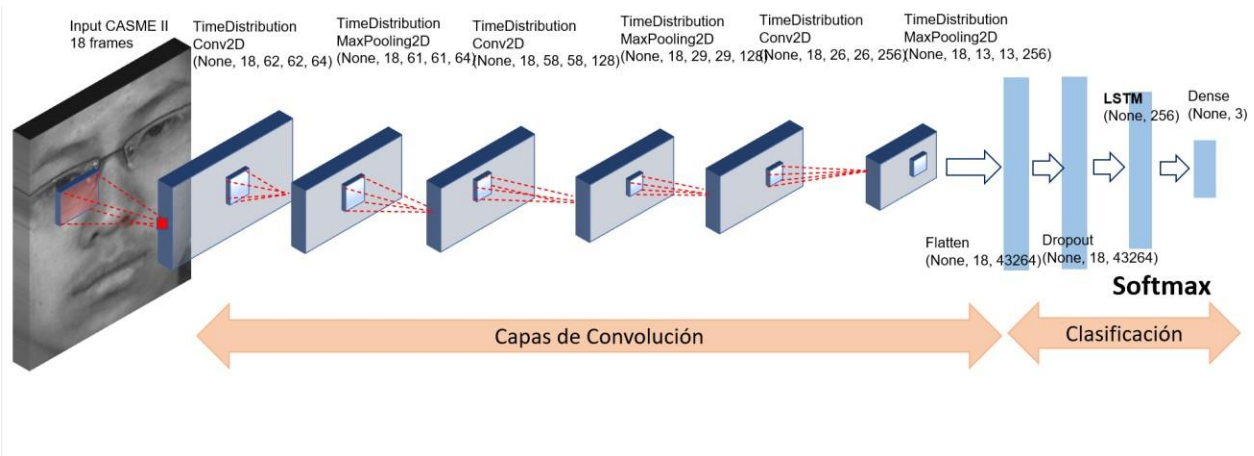 Input CASME II
18 frames
TimeDistribution
Conv2D
(None, 18, 62, 62, 64)
TimeDistribution
MaxPooling2D
(None, 18, 61, 61, 64)
TimeDistribution
Conv2D
(None, 18, 58, 58, 128)
TimeDistribution
MaxPooling2D
(None, 18, 29, 29, 128)
TimeDistribution
Conv2D
(None, 18, 26, 26, 256)
TimeDistribution
MaxPooling2D
(None, 18, 13, 13, 256)
LSTM
(None, 256)
Dense
(None, 3)
Flatten
(None, 18, 43264)
Dropout
(None, 18, 43264)
Softmax
Capas de Convolución
Clasificación